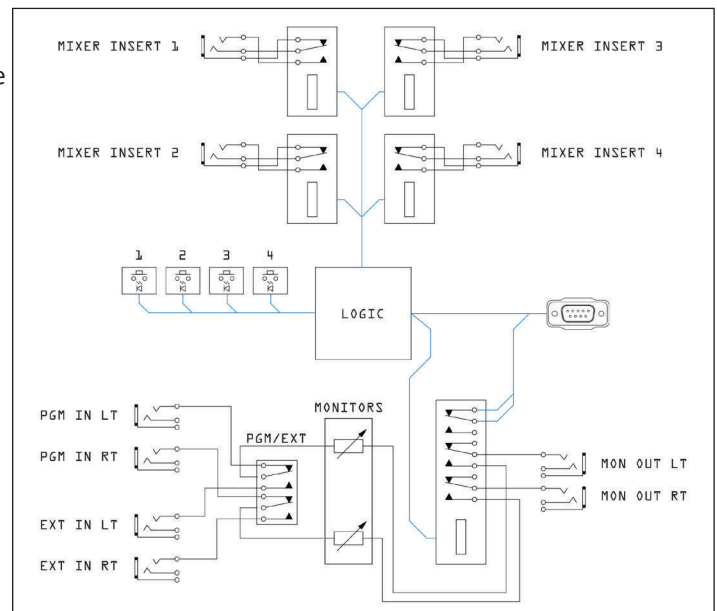 e
MIXER INSERT 1
MIXER INSERT 3
MIXER INSERT 2
MIXER INSERT 4
1 2 3 4
LOGIC
MONITORS
PGM/EXT
PGM IN LT
PGM IN RT
EXT IN LT
EXT IN RT
MON OUT LT
MON OUT RT